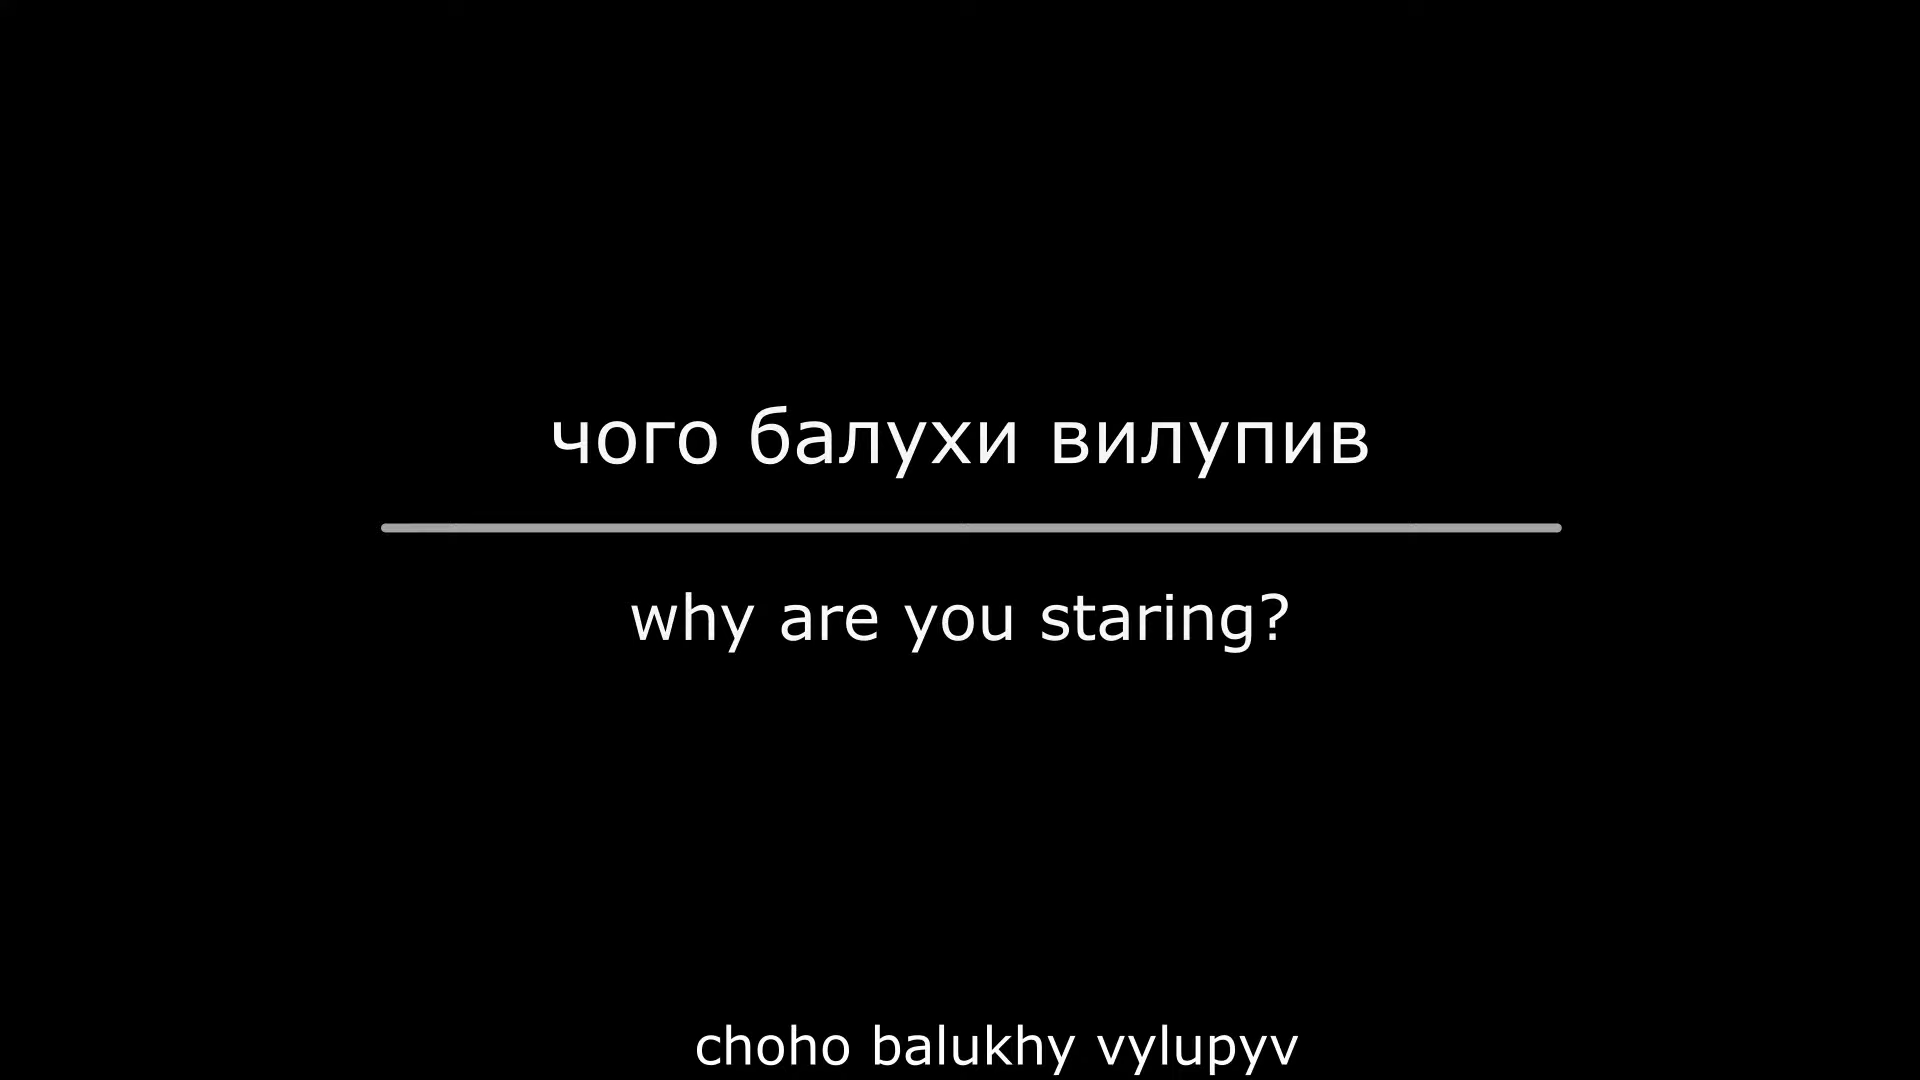 чого балухи вилупив
why are you staring?
choho balukhy vylupyv